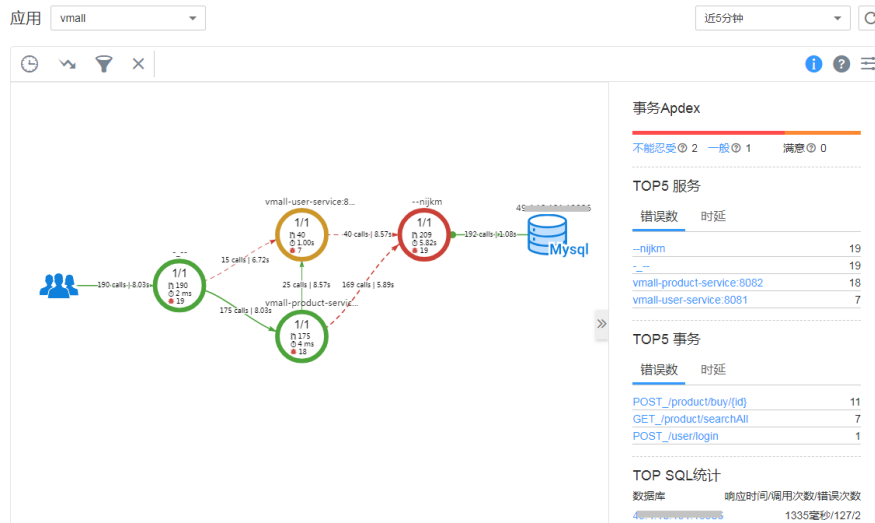 应用 vmall 近5分钟
事务Apdex
不能忍受 2 一般 1 满意 0
TOP5 服务
错误数 时延
--nijkm 19
-_-- 19
vmall-product-service:8082 18
vmall-user-service:8081 7
TOP5 事务
错误数 时延
POST_/product/buy/{id} 11
GET_/product/searchAll 7
POST_/user/login 1
TOP SQL统计
数据库 响应时间/调用次数/错误次数
1335毫秒/127/2
vmall-user-service:8...
1/1
40
1.00s
7
--nijkm
1/1
209
5.82s
19
Mysql
-_--
1/1
190
2 ms
19
vmall-product-servic...
1/1
175
4 ms
18
190 calls | 8.03s
15 calls | 6.72s
175 calls | 8.03s
25 calls | 8.57s
40 calls | 8.57s
169 calls | 5.89s
192 calls | 1.08s